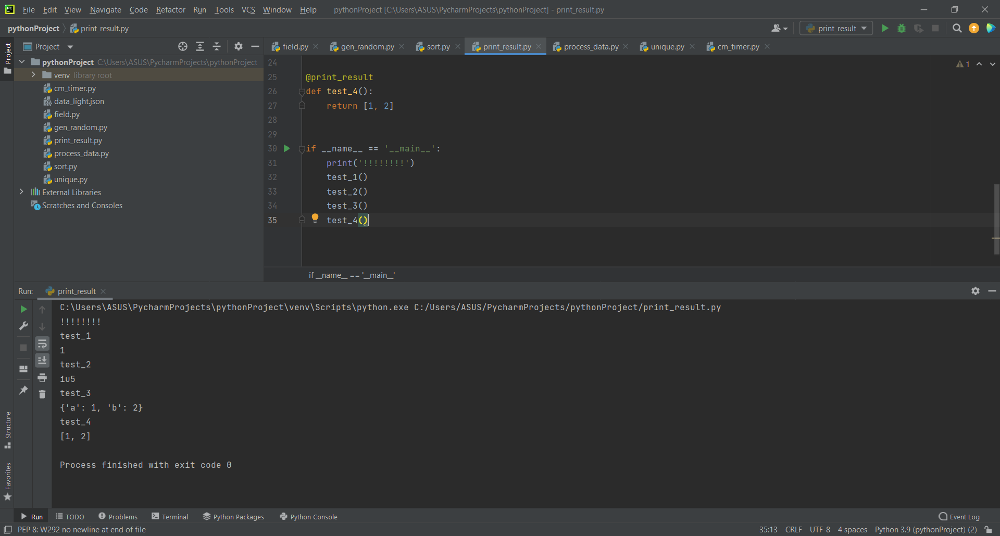 PC File Edit View Navigate Code Refactor Run Tools VCS Window Help pythonProject [C:\Users\ASUS\PycharmProjects\pythonProject] - print_result.py
pythonProject print_result.py print_result
Project
Project
field.py gen_random.py sort.py print_result.py process_data.py unique.py cm_timer.py
pythonProject C:\Users\ASUS\PycharmProjects\pythonProject
venv library root
cm_timer.py
data_light.json
field.py
gen_random.py
print_result.py
process_data.py
sort.py
unique.py
External Libraries
Scratches and Consoles
24
25 @print_result
26 def test_4():
27 return [1, 2]
28
29
30 if __name__ == '__main__':
31 print('!!!!!!!!')
32 test_1()
33 test_2()
34 test_3()
35 test_4()
1
if __name__ == '__main__'
Run: print_result
C:\Users\ASUS\PycharmProjects\pythonProject\venv\Scripts\python.exe C:/Users/ASUS/PycharmProjects/pythonProject/print_result.py
!!!!!!!!
test_1
1
test_2
iu5
test_3
{'a': 1, 'b': 2}
test_4
[1, 2]
Process finished with exit code 0
Structure
Favorites
Run TODO Problems Terminal Python Packages Python Console Event Log
PEP 8: W292 no newline at end of file 35:13 CRLF UTF-8 4 spaces Python 3.9 (pythonProject) (2)